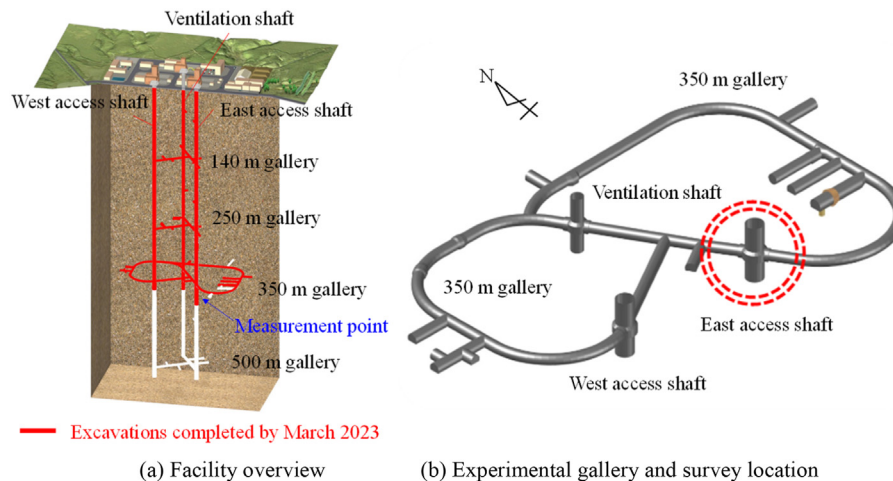 Ventilation shaft
West access shaft
East access shaft
140 m gallery
250 m gallery
350 m gallery
Measurement point
500 m gallery
Excavations completed by March 2023
(a) Facility overview
N
350 m gallery
Ventilation shaft
350 m gallery
East access shaft
West access shaft
(b) Experimental gallery and survey location